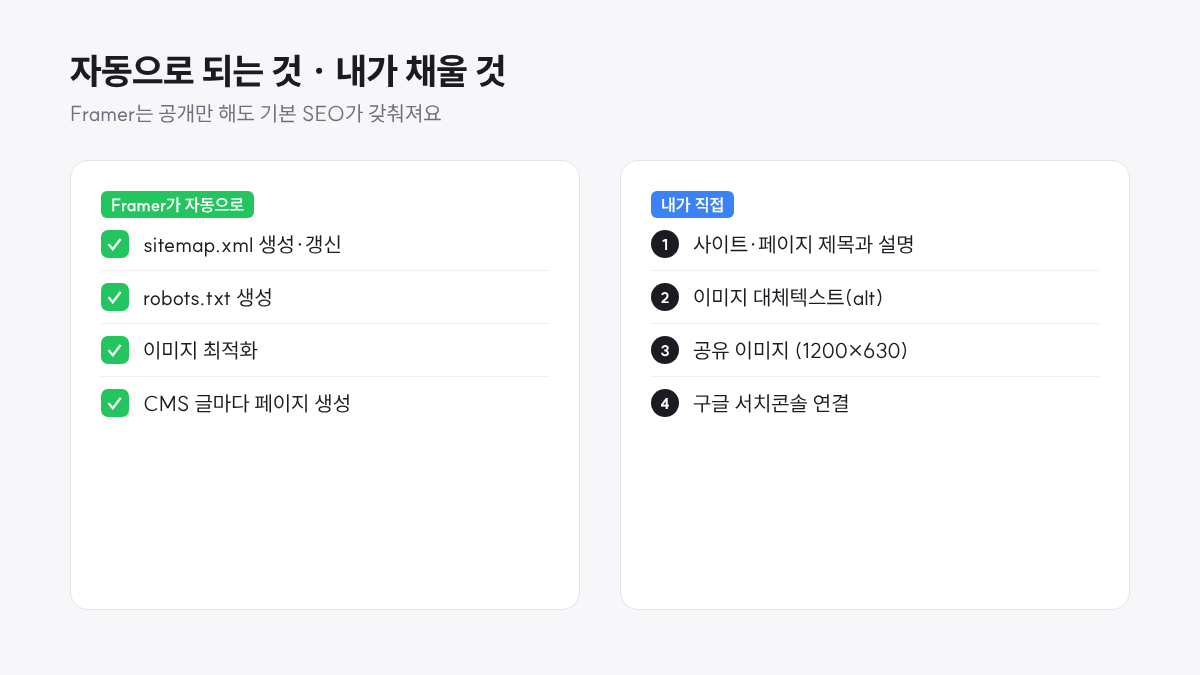 자동으로 되는 것 · 내가 채울 것
Framer는 공개만 해도 기본 SEO가 갖춰져요
Framer가 자동으로
sitemap.xml 생성·갱신
robots.txt 생성
이미지 최적화
CMS 글마다 페이지 생성
내가 직접
1 사이트·페이지 제목과 설명
2 이미지 대체텍스트(alt)
3 공유 이미지 (1200×630)
4 구글 서치콘솔 연결